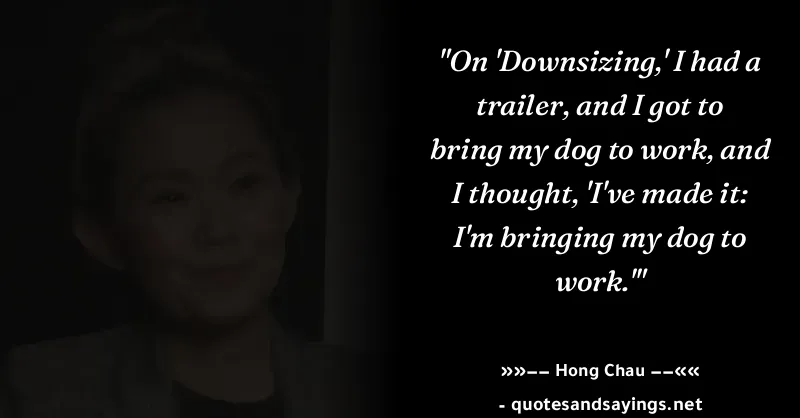 "On 'Downsizing,' I had a
trailer, and I got to
bring my dog to work, and
I thought, 'I've made it:
I'm bringing my dog to
work.'"
»»–– Hong Chau ––««
- quotesandsayings.net